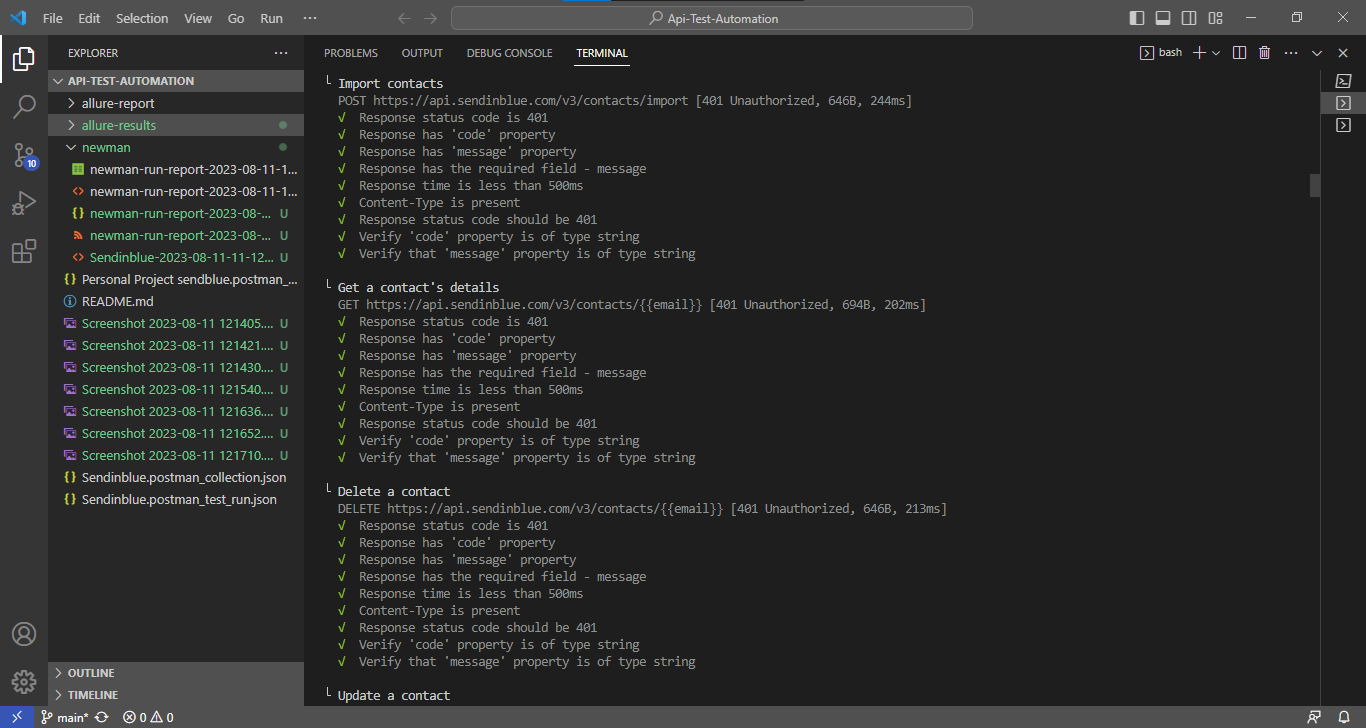 File Edit Selection View Go Run ···
Api-Test-Automation
EXPLORER ···
API-TEST-AUTOMATION
allure-report
allure-results
newman
newman-run-report-2023-08-11-1...
newman-run-report-2023-08-11-1...
newman-run-report-2023-08-... U
newman-run-report-2023-08-... U
Sendinblue-2023-08-11-11-12... U
Personal Project sendblue.postman_...
README.md
Screenshot 2023-08-11 121405.... U
Screenshot 2023-08-11 121421.... U
Screenshot 2023-08-11 121430.... U
Screenshot 2023-08-11 121540.... U
Screenshot 2023-08-11 121636.... U
Screenshot 2023-08-11 121652.... U
Screenshot 2023-08-11 121710.... U
Sendinblue.postman_collection.json
Sendinblue.postman_test_run.json
OUTLINE
TIMELINE
10
PROBLEMS OUTPUT DEBUG CONSOLE TERMINAL
bash
└ Import contacts
POST https://api.sendinblue.com/v3/contacts/import [401 Unauthorized, 646B, 244ms]
√ Response status code is 401
√ Response has 'code' property
√ Response has 'message' property
√ Response has the required field - message
√ Response time is less than 500ms
√ Content-Type is present
√ Response status code should be 401
√ Verify 'code' property is of type string
√ Verify that 'message' property is of type string
└ Get a contact's details
GET https://api.sendinblue.com/v3/contacts/{{email}} [401 Unauthorized, 694B, 202ms]
√ Response status code is 401
√ Response has 'code' property
√ Response has 'message' property
√ Response has the required field - message
√ Response time is less than 500ms
√ Content-Type is present
√ Response status code should be 401
√ Verify 'code' property is of type string
√ Verify that 'message' property is of type string
└ Delete a contact
DELETE https://api.sendinblue.com/v3/contacts/{{email}} [401 Unauthorized, 646B, 213ms]
√ Response status code is 401
√ Response has 'code' property
√ Response has 'message' property
√ Response has the required field - message
√ Response time is less than 500ms
√ Content-Type is present
√ Response status code should be 401
√ Verify 'code' property is of type string
√ Verify that 'message' property is of type string
└ Update a contact
main* 0 0